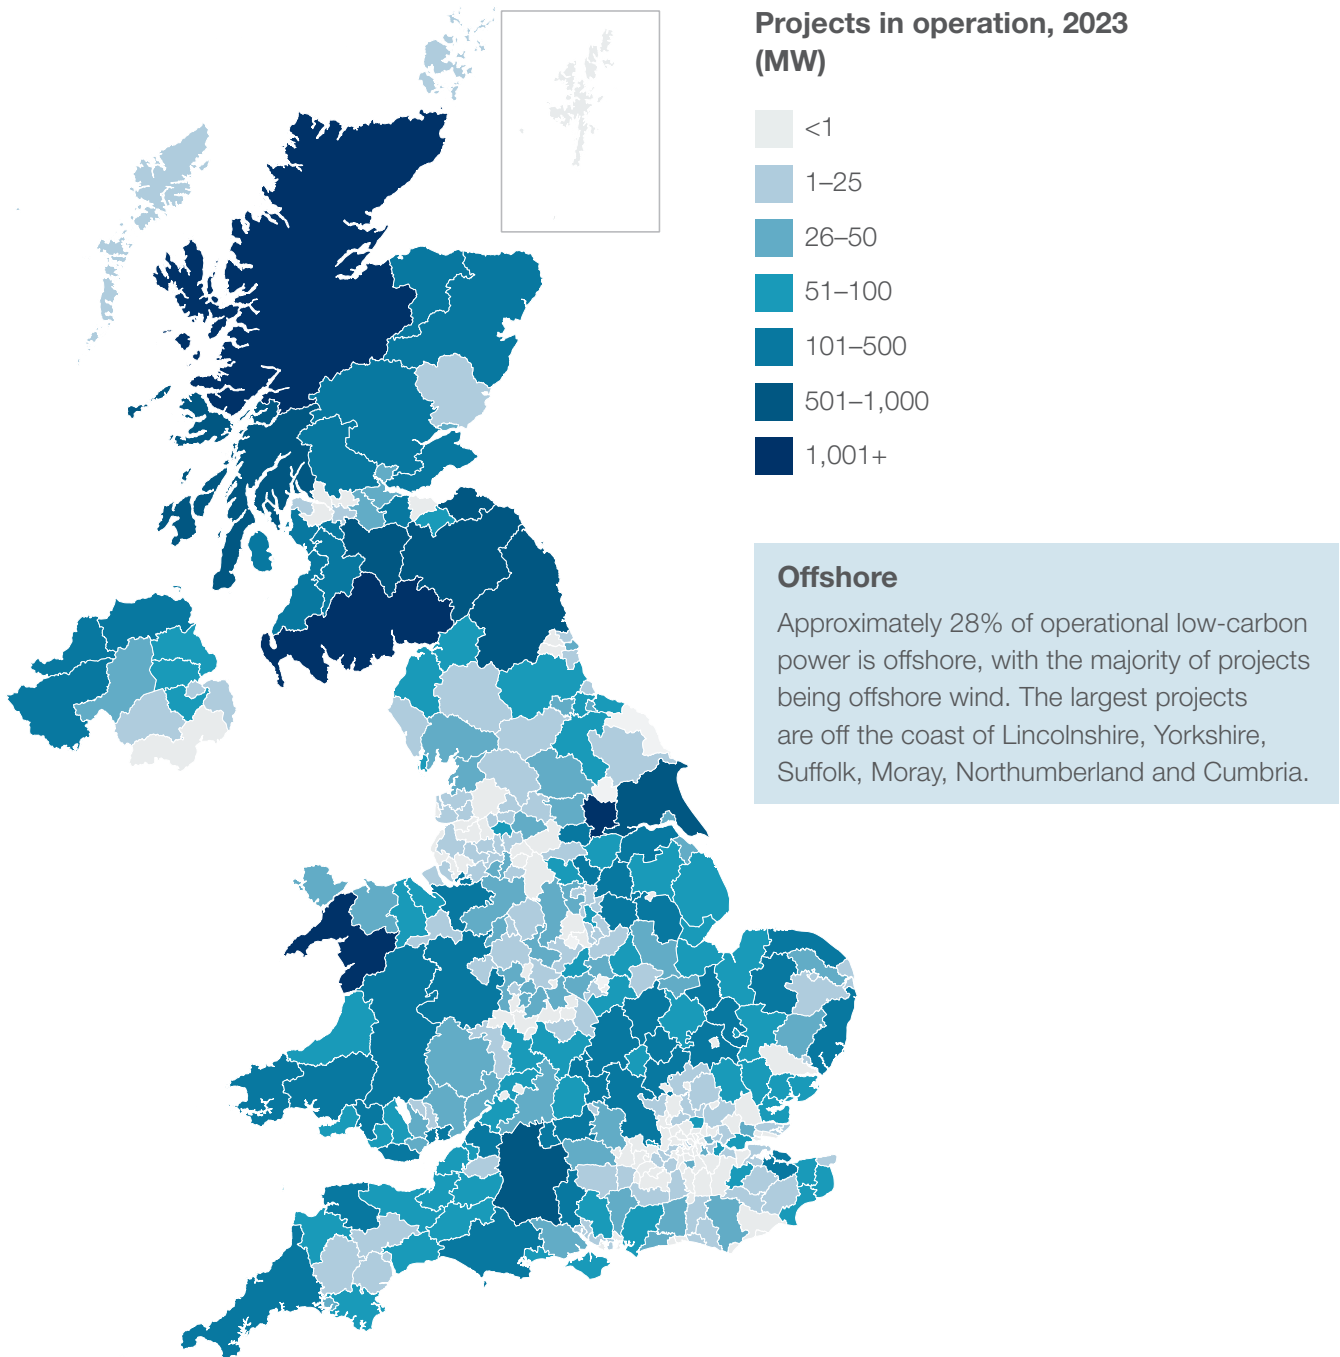 Projects in operation, 2023
(MW)
<1
1–25
26–50
51–100
101–500
501–1,000
1,001+
Offshore
Approximately 28% of operational low-carbon
power is offshore, with the majority of projects
being offshore wind. The largest projects
are off the coast of Lincolnshire, Yorkshire,
Suffolk, Moray, Northumberland and Cumbria.